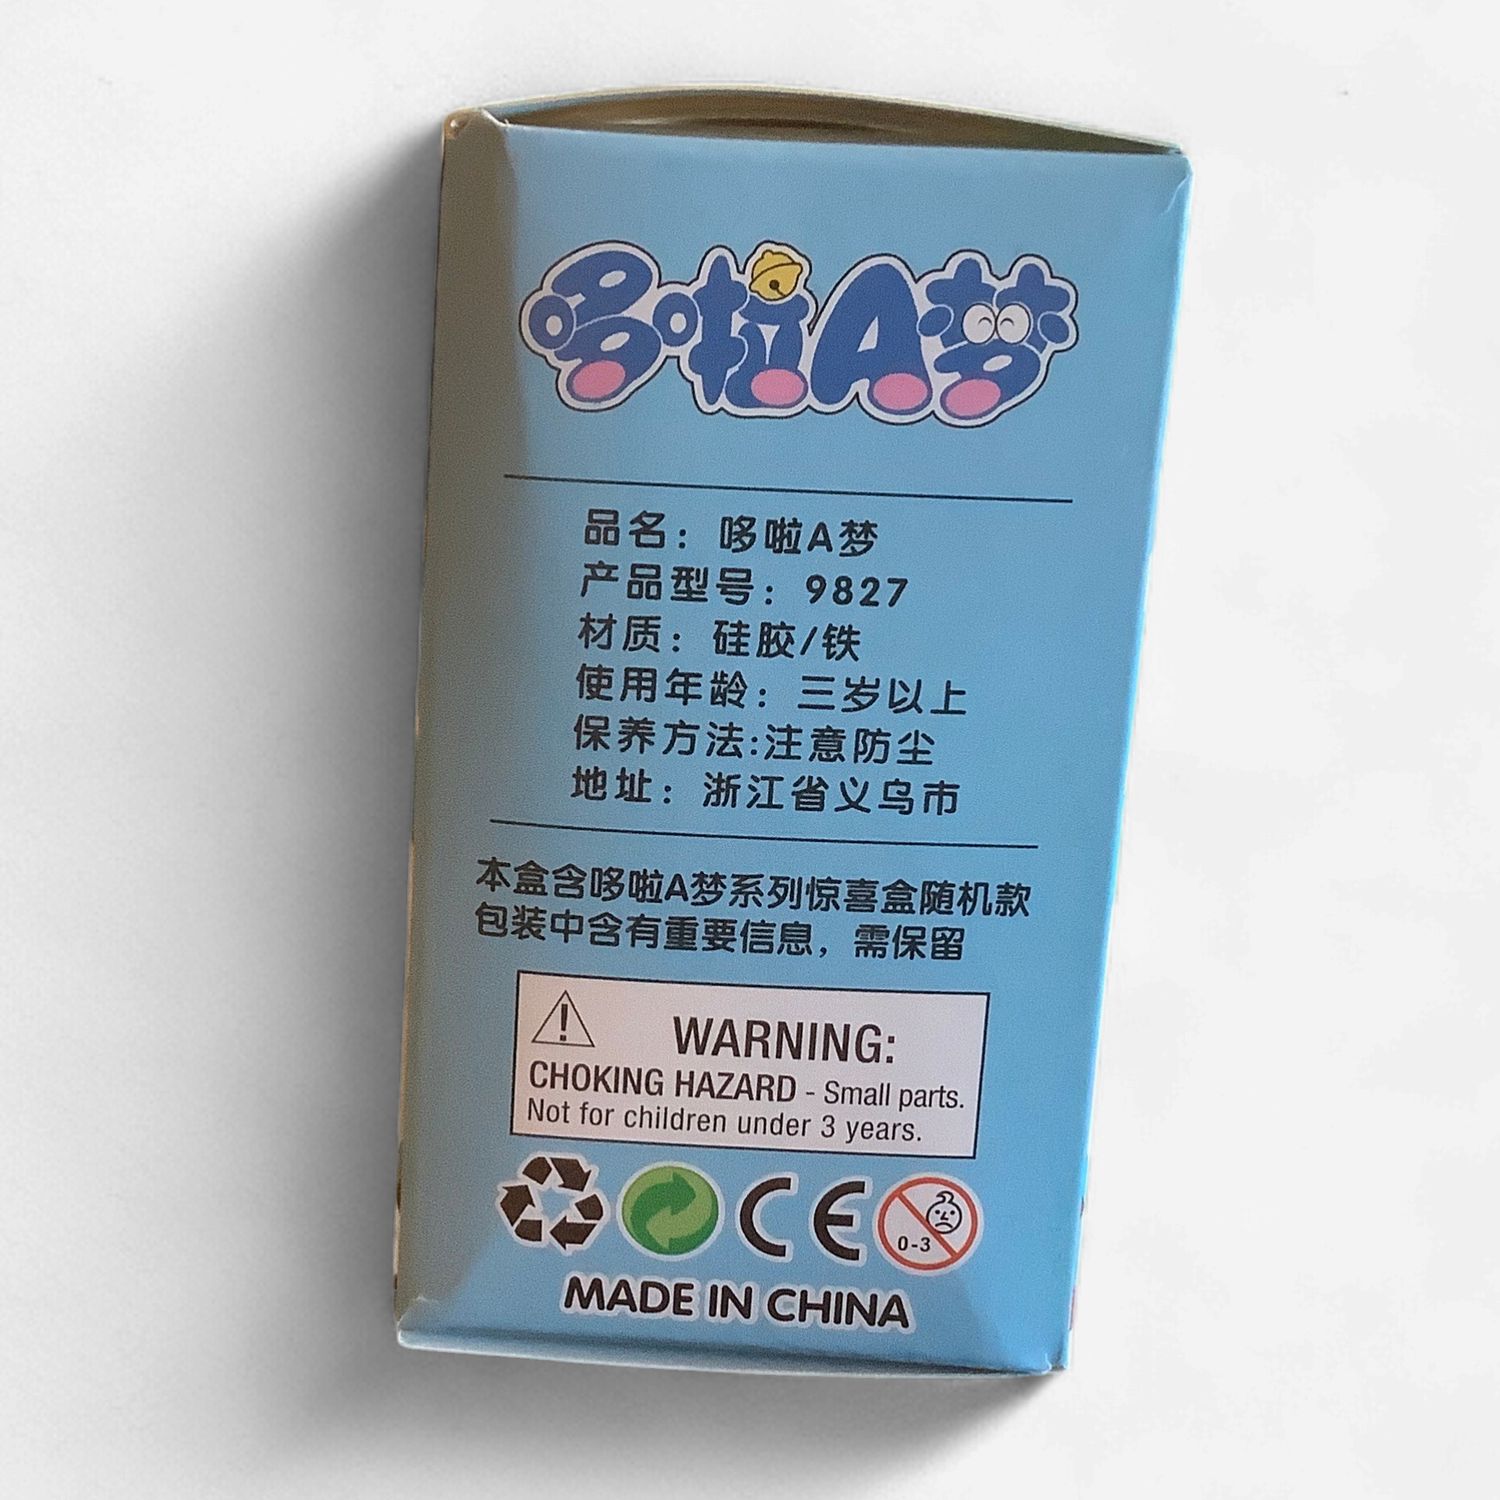 哆啦A梦
品名：哆啦A梦
产品型号：9827
材质：硅胶/铁
使用年龄：三岁以上
保养方法:注意防尘
地址：浙江省义乌市
本盒含哆啦A梦系列惊喜盒随机款
包装中含有重要信息，需保留
WARNING:
CHOKING HAZARD - Small parts.
Not for children under 3 years.
CE
0-3
MADE IN CHINA